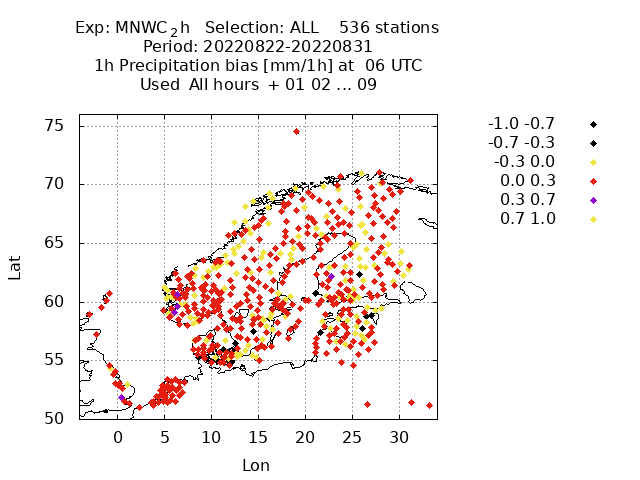 Exp: MNWC_2h   Selection: ALL    536 stations
Period: 20220822-20220831
1h Precipitation bias [mm/1h] at  06 UTC
Used  All hours  + 01 02 ... 09
-1.0 -0.7
-0.7 -0.3
-0.3 0.0
0.0 0.3
0.3 0.7
0.7 1.0
75
70
65
60
55
50
Lat
0 5 10 15 20 25 30
Lon